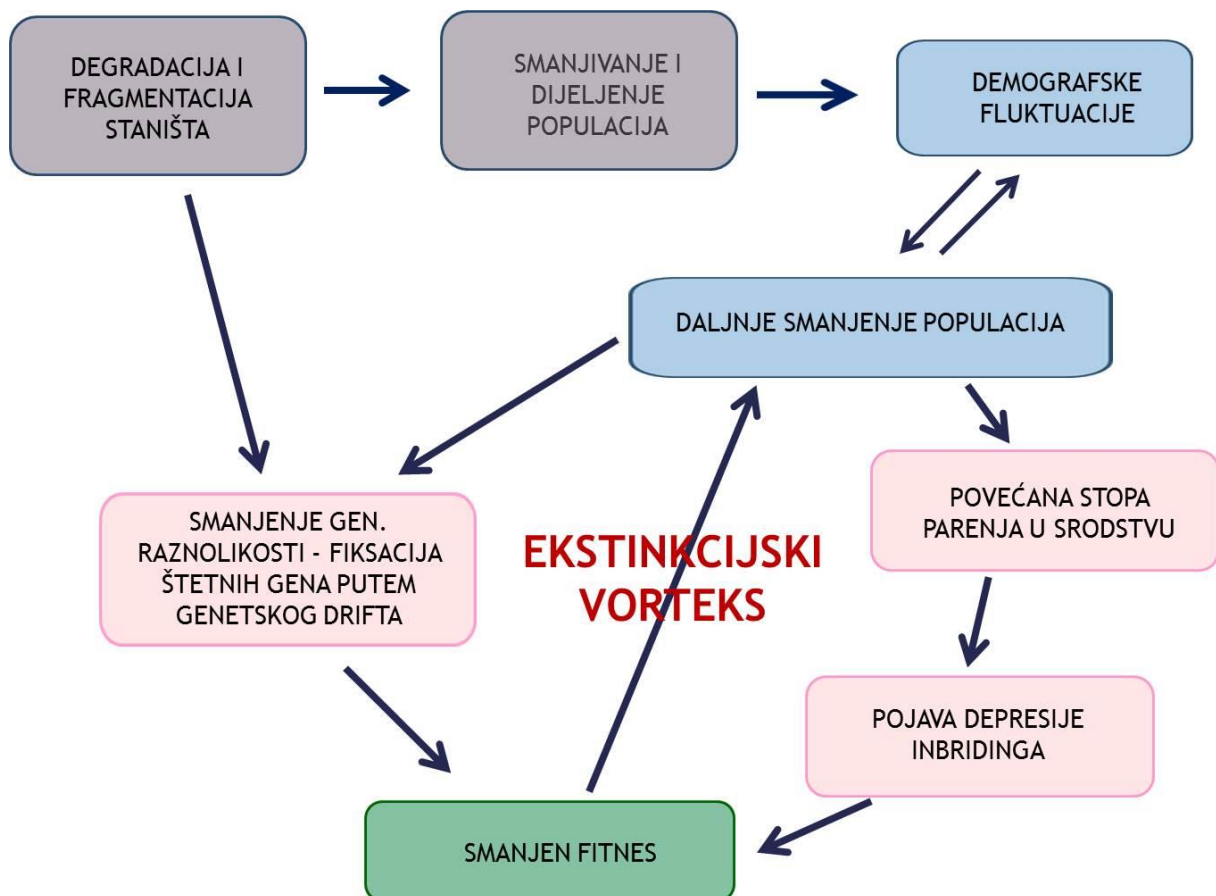 DEGRADACIJA I
FRAGMENTACIJA
STANIŠTA
SMANJIVANJE I
DIJELJENJE
POPULACIJA
DEMOGRAFSKE
FLUKTUACIJE
DALJNJE SMANJENJE POPULACIJA
SMANJENJE GEN.
RAZNOLIKOSTI - FIKSACIJA
ŠTETNIH GENA PUTEM
GENETSKOG DRIFTA
EKSTINKCIJSKI
VORTEKS
POVEĆANA STOPA
PARENJA U SRODSTVU
POJAVA DEPRESIJE
INBRIDINGA
SMANJEN FITNES